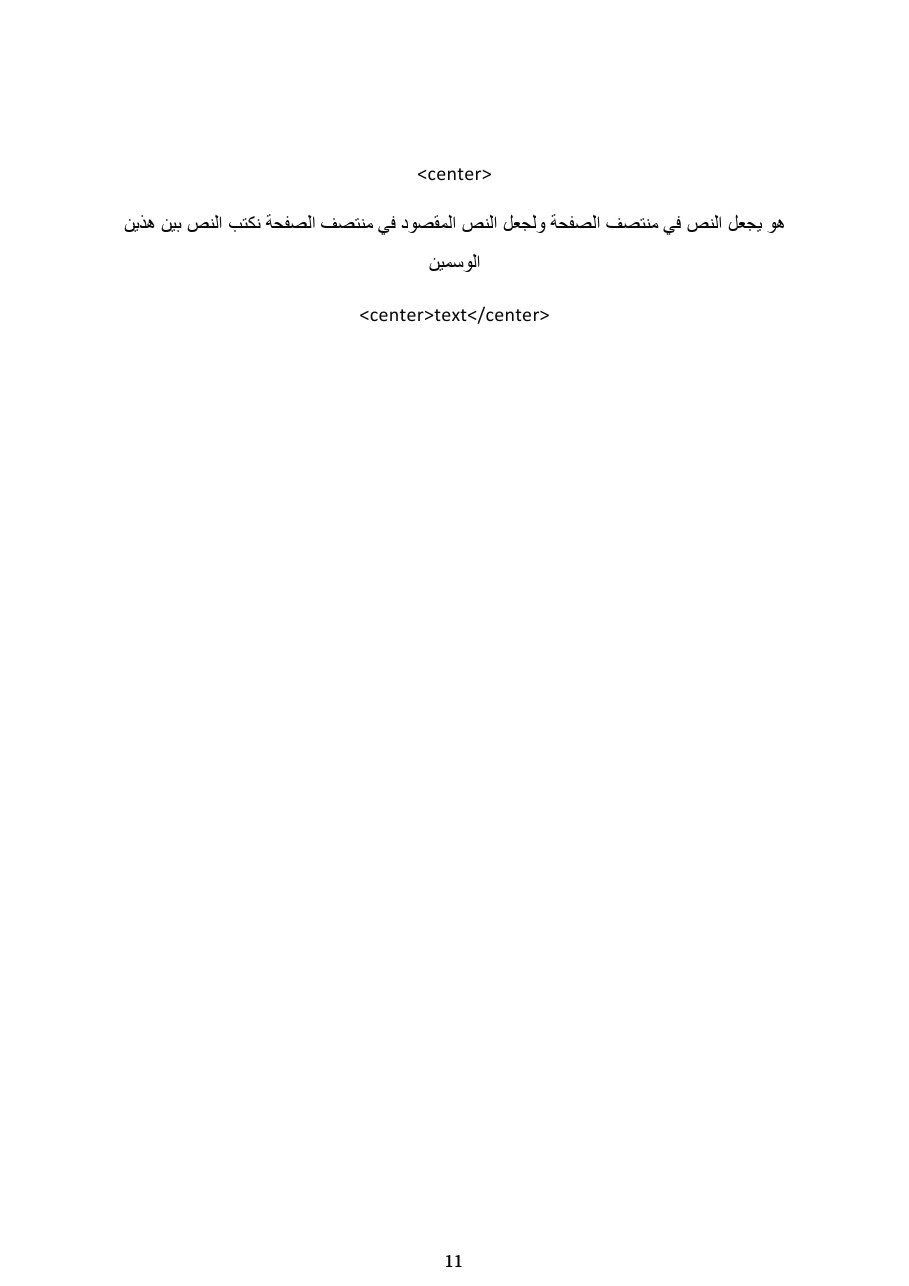 <center>
هو يجعل النص في منتصف الصفحة ولجعل النص المقصود في منتصف الصفحة نكتب النص بين هذين
الوسمين
<center>text</center>
11